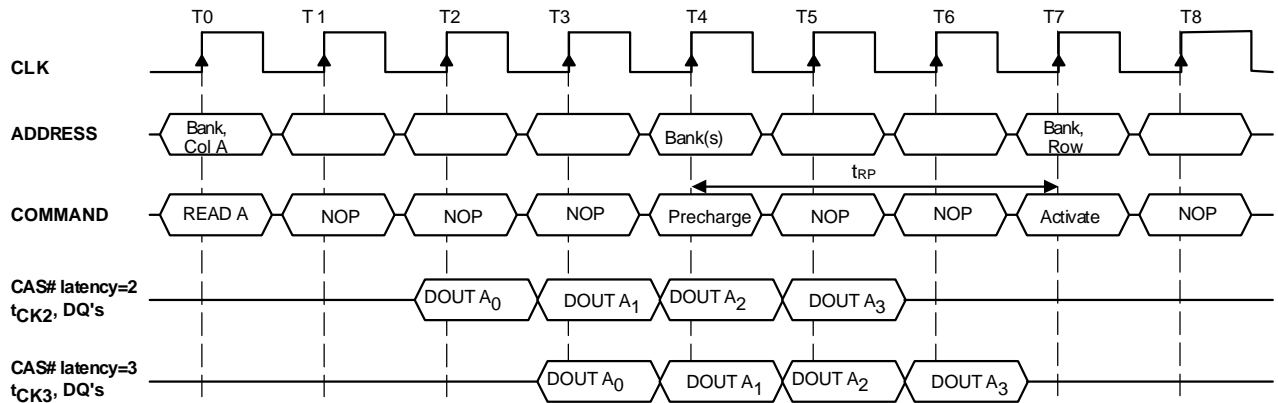 T0 T1 T2 T3 T4 T5 T6 T7 T8
CLK
ADDRESS
Bank,
Col A
Bank(s)
Bank,
Row
tRP
COMMAND
READ A NOP NOP NOP Precharge NOP NOP Activate NOP
CAS# latency=2
tCK2, DQ's
DOUT A0 DOUT A1 DOUT A2 DOUT A3
CAS# latency=3
tCK3, DQ's
DOUT A0 DOUT A1 DOUT A2 DOUT A3